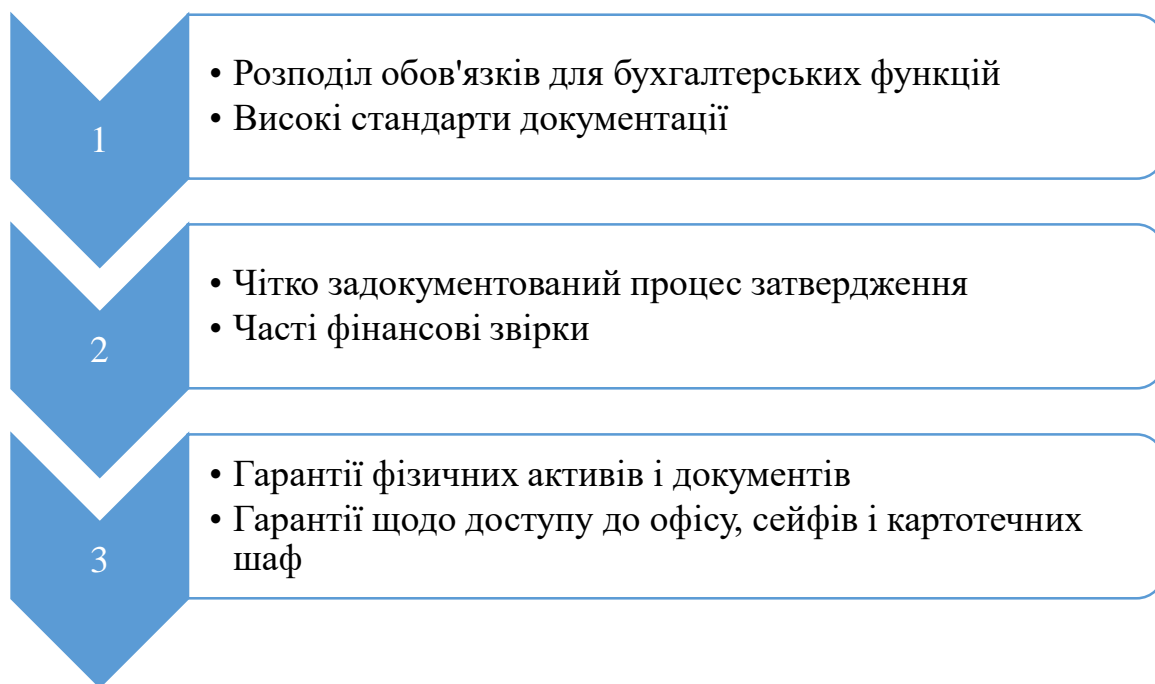 1
• Розподіл обов'язків для бухгалтерських функцій
• Високі стандарти документації
2
• Чітко задокументований процес затвердження
• Часті фінансові звірки
3
• Гарантії фізичних активів і документів
• Гарантії щодо доступу до офісу, сейфів і картотечних
шаф